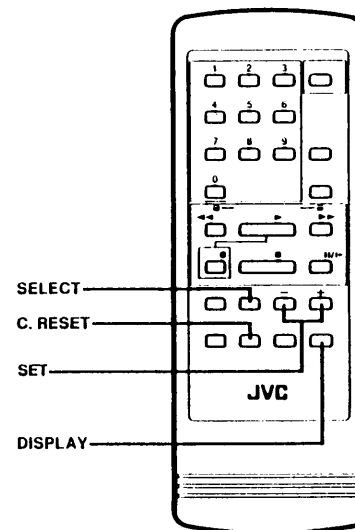 1 2 3
4 5 6
7 8 9
0
SELECT
− +
C. RESET
SET
JVC
DISPLAY